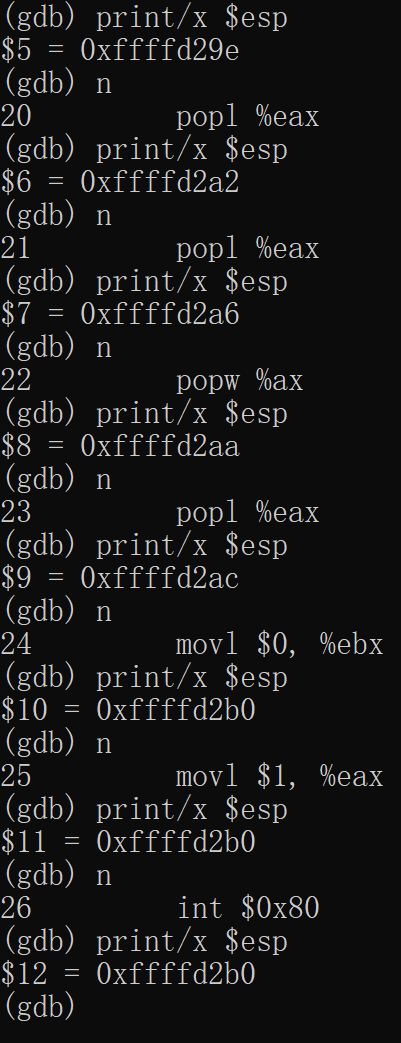 (gdb) print/x $esp
$5 = 0xffffd29e
(gdb) n
20         popl %eax
(gdb) print/x $esp
$6 = 0xffffd2a2
(gdb) n
21         popl %eax
(gdb) print/x $esp
$7 = 0xffffd2a6
(gdb) n
22         popw %ax
(gdb) print/x $esp
$8 = 0xffffd2aa
(gdb) n
23         popl %eax
(gdb) print/x $esp
$9 = 0xffffd2ac
(gdb) n
24         movl $0, %ebx
(gdb) print/x $esp
$10 = 0xffffd2b0
(gdb) n
25         movl $1, %eax
(gdb) print/x $esp
$11 = 0xffffd2b0
(gdb) n
26         int $0x80
(gdb) print/x $esp
$12 = 0xffffd2b0
(gdb)